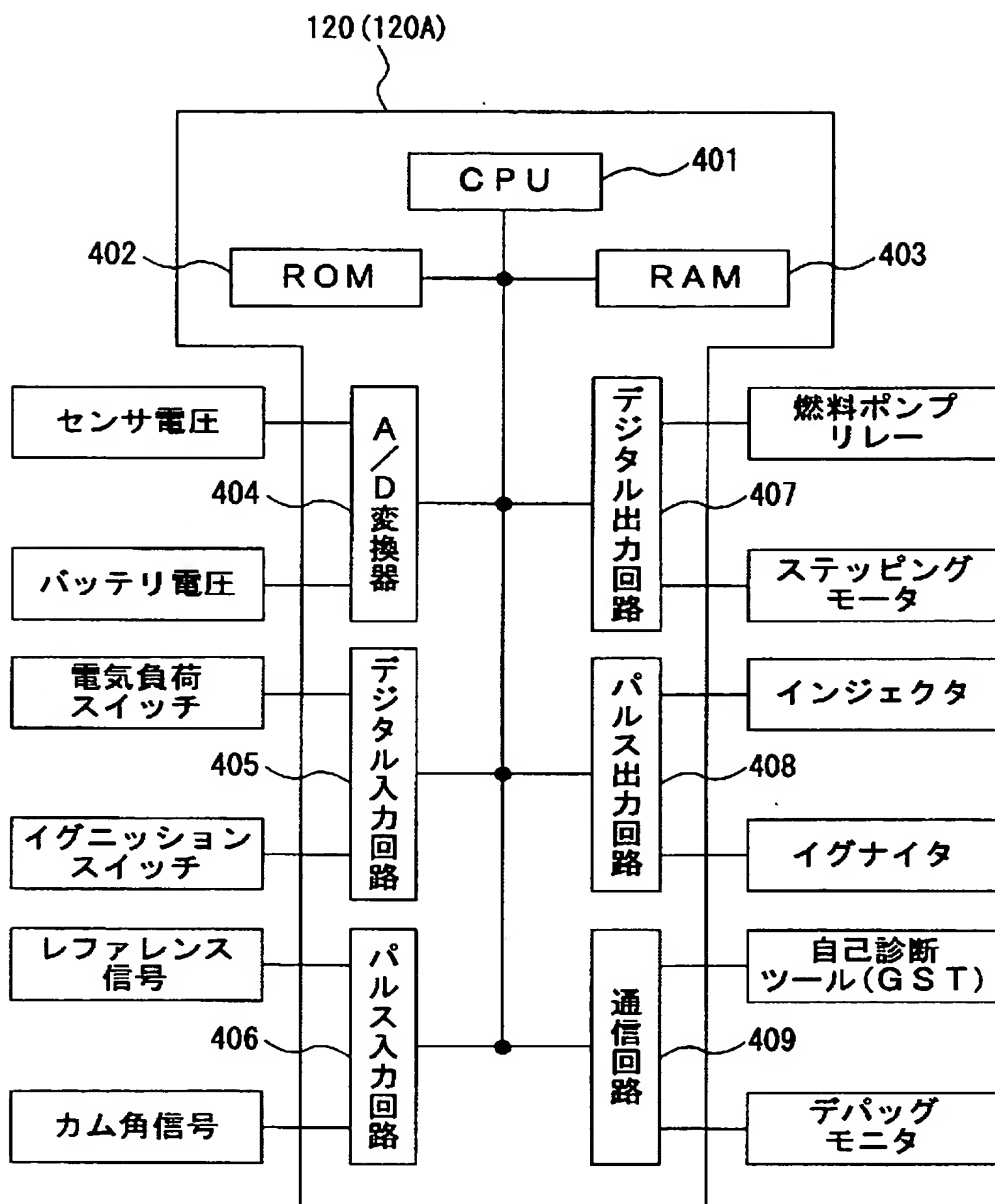 120(120A)
CPU
401
402
ROM
RAM
403
センサ電圧
404
A/D変換器
バッテリ電圧
電気負荷
スイッチ
405
デジタル入力回路
イグニッション
スイッチ
レファレンス
信号
406
パルス入力回路
カム角信号
デジタル出力回路
407
燃料ポンプ
リレー
ステッピング
モータ
パルス出力回路
408
インジェクタ
イグナイタ
通信回路
409
自己診断
ツール(GST)
デパッグ
モニタ